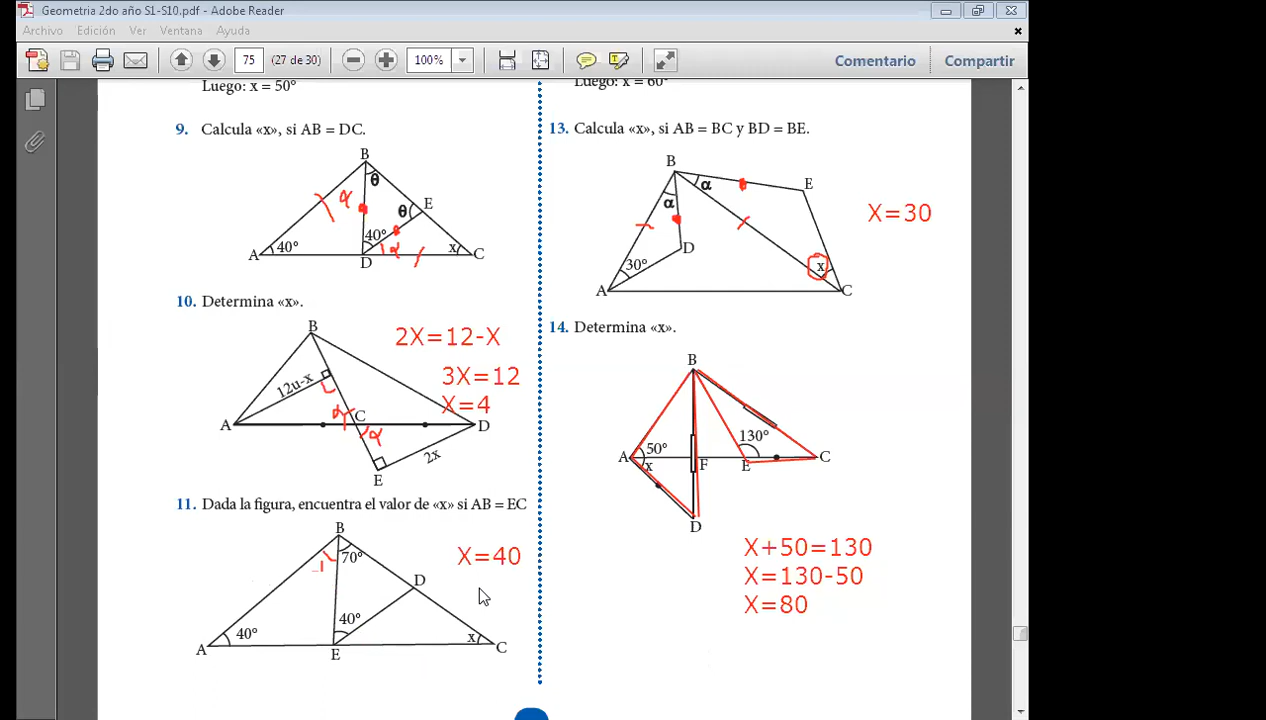 Geometria 2do año S1-S10.pdf - Adobe Reader
Archivo Edición Ver Ventana Ayuda
75 (27 de 30) 100% Comentario Compartir
Luego: x = 50°
9. Calcula «x», si AB = DC.
B
θ
α
E
θ
40°
40°
α
x
A
D
C
10. Determina «x».
B
12u-x
α
C
α
A
D
2x
E
2X=12-X
3X=12
X=4
11. Dada la figura, encuentra el valor de «x» si AB = EC
B
70°
X=40
D
40°
40°
x
A
E
C
Luego: x = 60°
13. Calcula «x», si AB = BC y BD = BE.
B
α
E
α
X=30
D
30°
x
A
C
14. Determina «x».
B
50°
130°
A
x
F
E
C
D
X+50=130
X=130-50
X=80